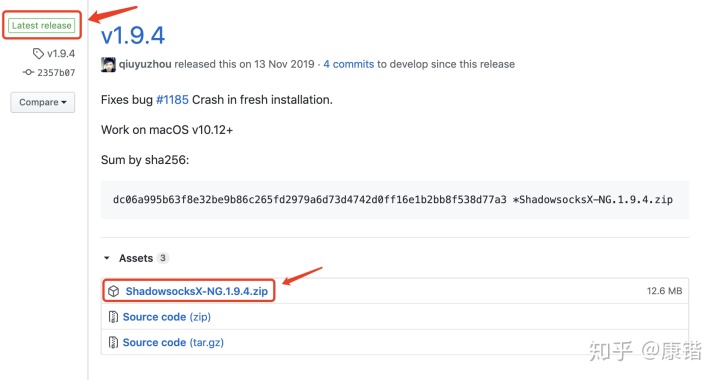 Latest release
v1.9.4
2357b07
Compare
v1.9.4
qiuyuzhou released this on 13 Nov 2019 · 4 commits to develop since this release
Fixes bug #1185 Crash in fresh installation.
Work on macOS v10.12+
Sum by sha256:
dc06a995b63f8e32be9b86c265fd2979a6d73d4742d0ff16e1b2bb8f538d77a3 *ShadowsocksX-NG.1.9.4.zip
Assets 3
ShadowsocksX-NG.1.9.4.zip 12.6 MB
Source code (zip)
Source code (tar.gz)
知乎 @康锴